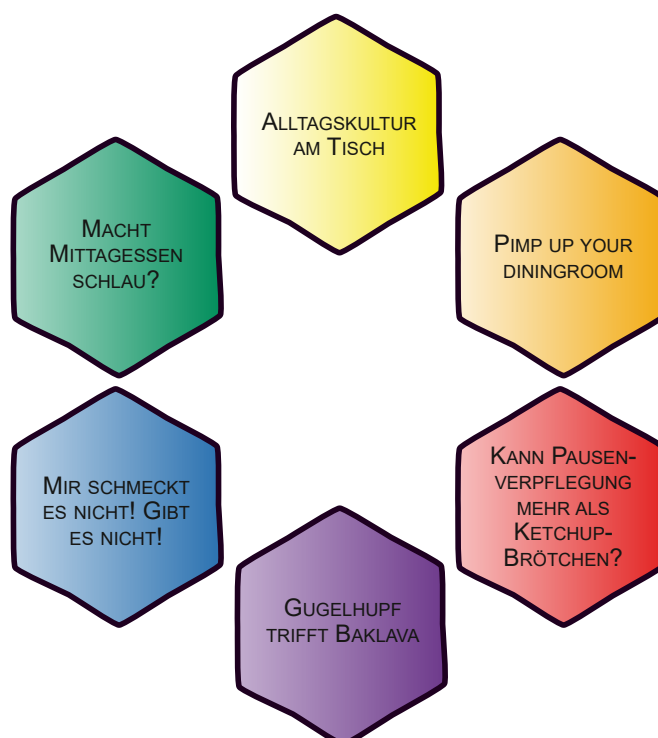 Alltagskultur
am Tisch
Macht
Mittagessen
schlau?
Pimp up your
diningroom
Mir schmeckt
es nicht! Gibt
es nicht!
Kann Pausen-
verpflegung
mehr als
Ketchup-
Brötchen?
Gugelhupf
trifft Baklava